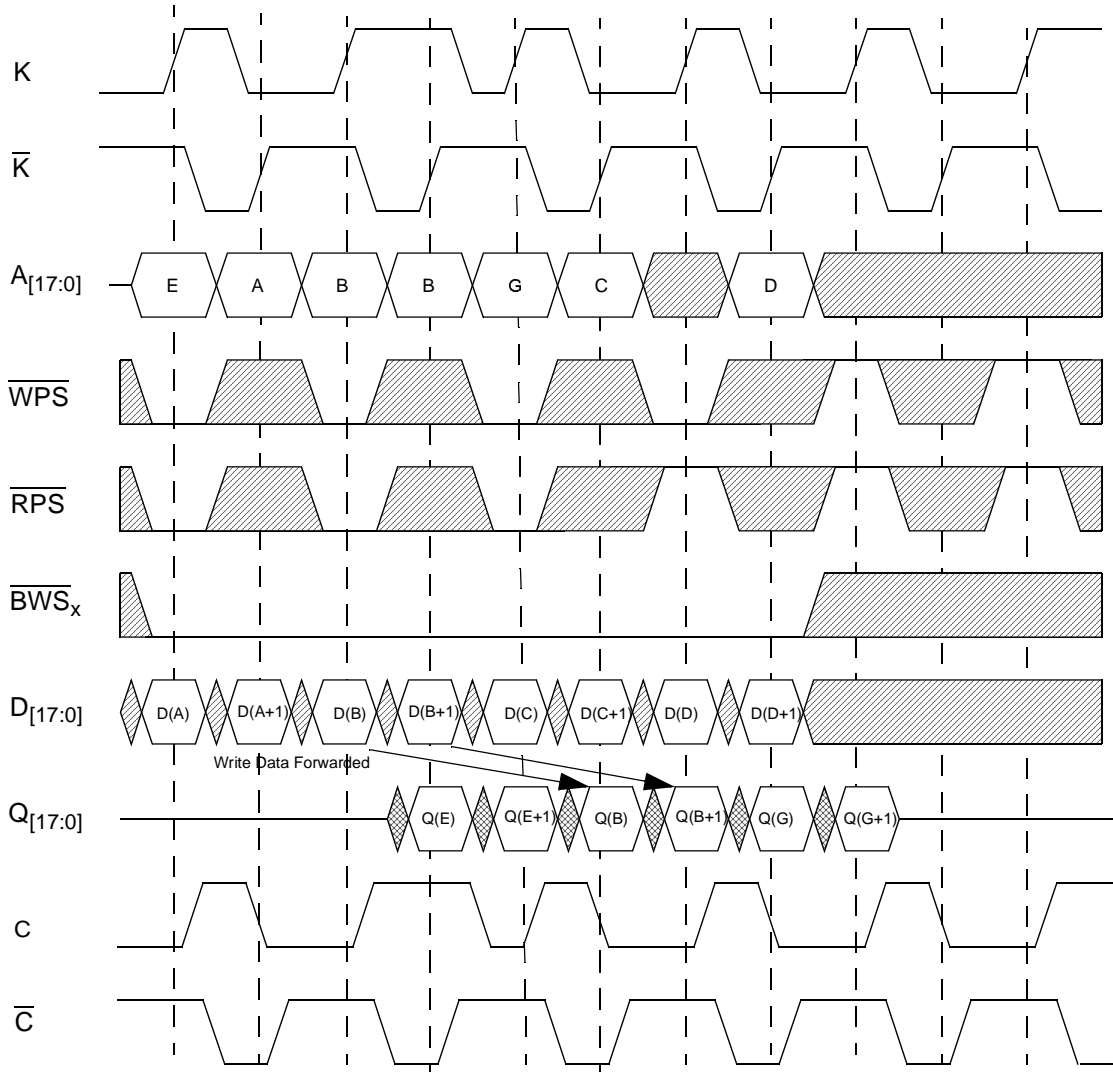 K
K
A[17:0]
E A B B G C D
WPS
RPS
BWSx
D[17:0]
D(A) D(A+1) D(B) D(B+1) D(C) D(C+1) D(D) D(D+1)
Write Data Forwarded
Q[17:0]
Q(E) Q(E+1) Q(B) Q(B+1) Q(G) Q(G+1)
C
C